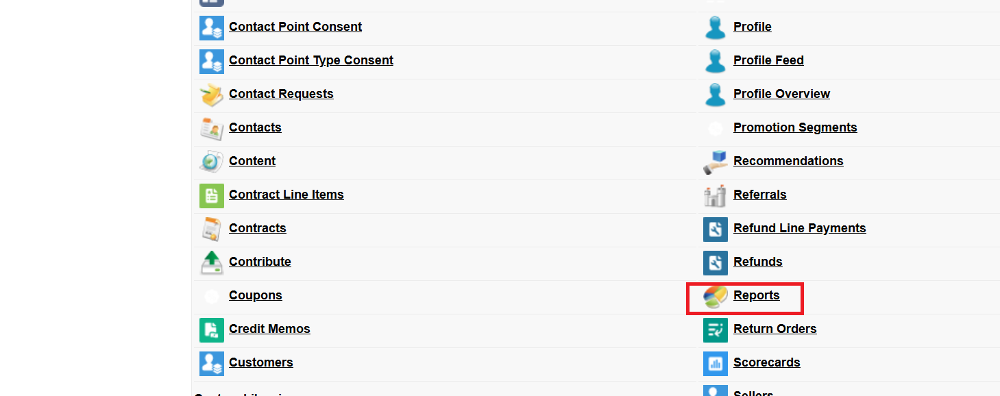 Contact Point Consent
Contact Point Type Consent
Contact Requests
Contacts
Content
Contract Line Items
Contracts
Contribute
Coupons
Credit Memos
Customers
Profile
Profile Feed
Profile Overview
Promotion Segments
Recommendations
Referrals
Refund Line Payments
Refunds
Reports
Return Orders
Scorecards
Sellers